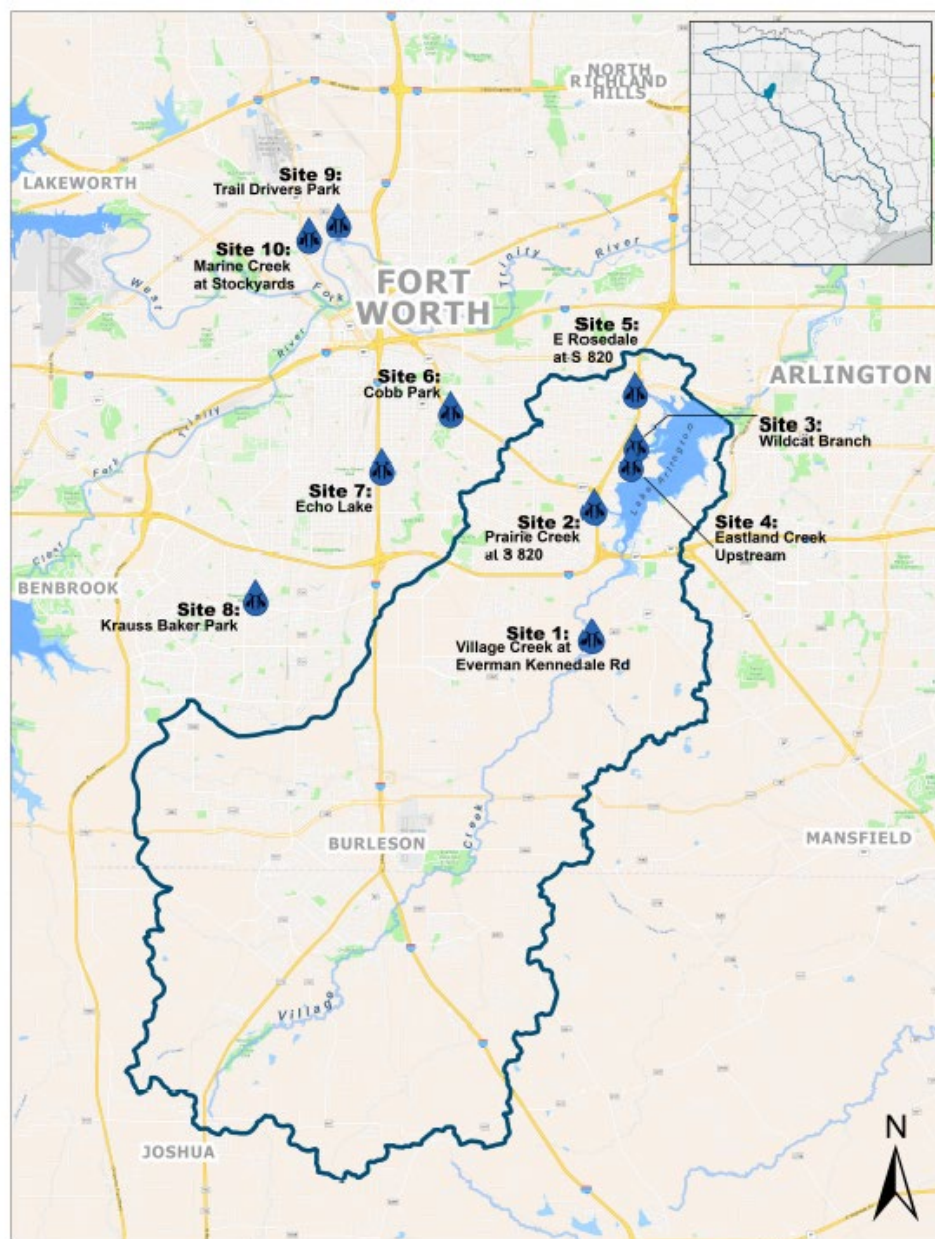 NORTH
RICHLAND
HILLS
LAKEWORTH
Site 9:
Trail Drivers Park
Site 10:
Marine Creek
at Stockyards
West
Fork
Trinity
River
FORT
WORTH
Site 5:
E Rosedale
at S 820
ARLINGTON
Site 6:
Cobb Park
Site 3:
Wildcat Branch
Clear
Fork
Trinity
River
Lake Arlington
Site 7:
Echo Lake
Site 2:
Prairie Creek
at S 820
Site 4:
Eastland Creek
Upstream
BENBROOK
Site 8:
Krauss Baker Park
Site 1:
Village Creek at
Everman Kennedale Rd
BURLESON
Creek
MANSFIELD
Village
JOSHUA
N